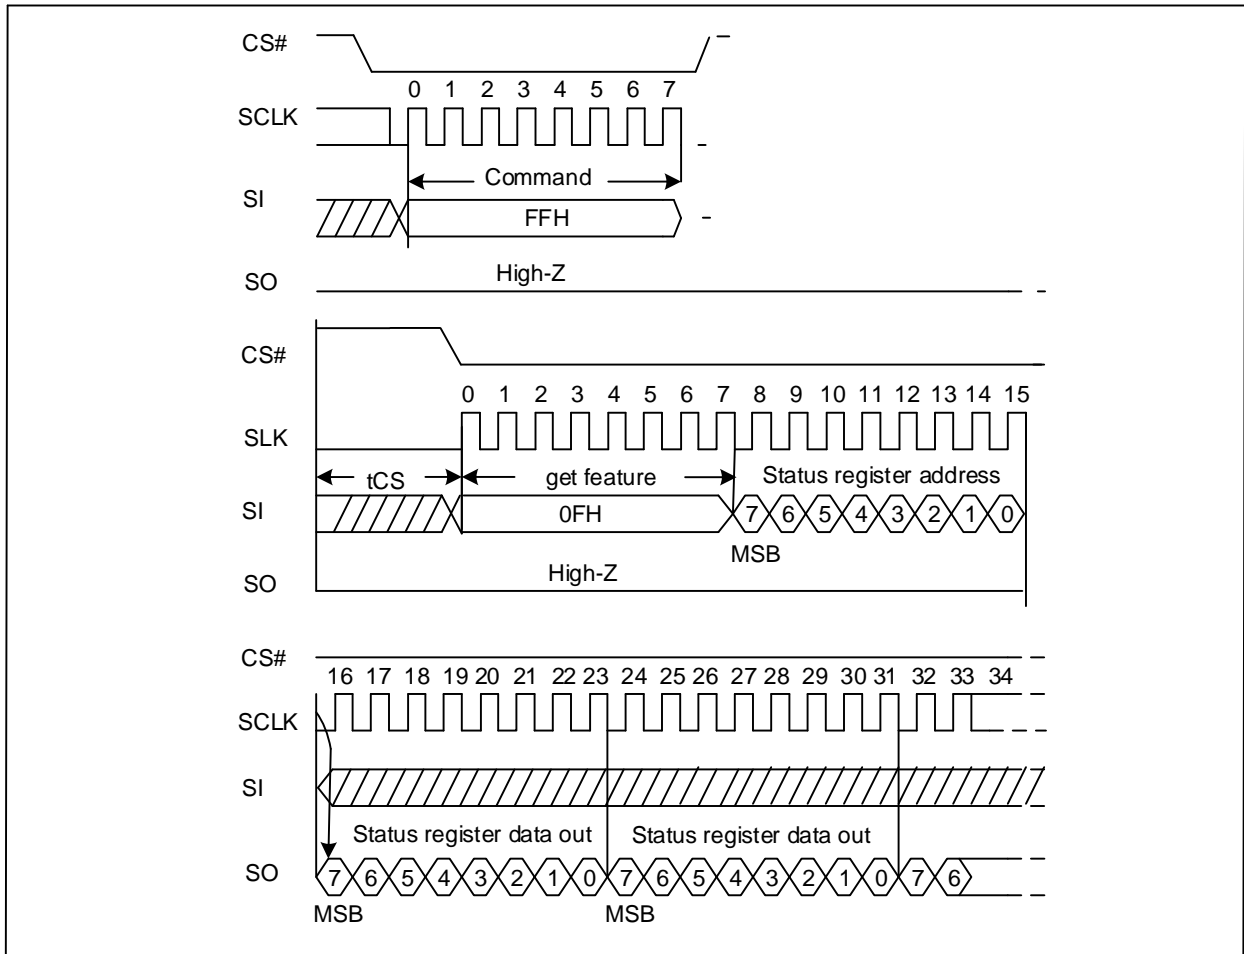 CS#
0 1 2 3 4 5 6 7
SCLK
Command
SI
FFH
High-Z
SO
CS#
0 1 2 3 4 5 6 7 8 9 10 11 12 13 14 15
SLK
tCS get feature Status register address
SI
0FH 7 6 5 4 3 2 1 0
MSB
High-Z
SO
CS#
16 17 18 19 20 21 22 23 24 25 26 27 28 29 30 31 32 33 34
SCLK
SI
Status register data out Status register data out
SO 7 6 5 4 3 2 1 0 7 6 5 4 3 2 1 0 7 6
MSB MSB